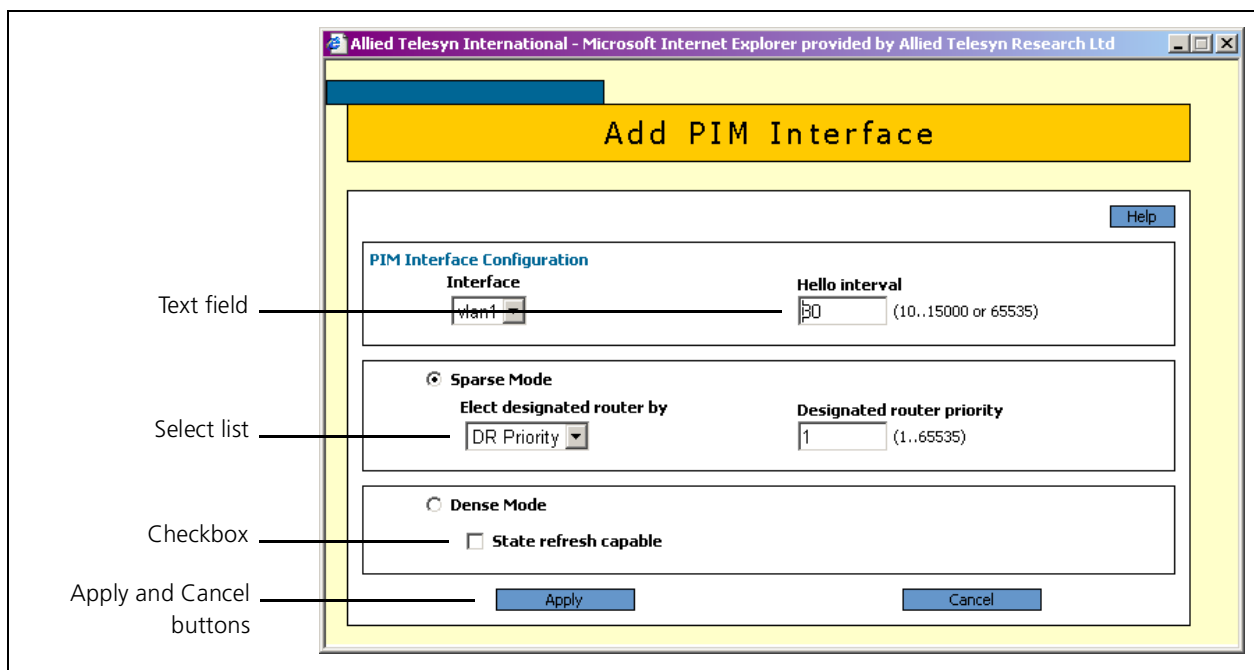 Allied Telesyn International - Microsoft Internet Explorer provided by Allied Telesyn Research Ltd
Add PIM Interface
Help
PIM Interface Configuration
Interface
Hello interval
Text field
vlan1
30
(10..15000 or 65535)
Sparse Mode
Elect designated router by
Designated router priority
Select list
DR Priority
1
(1..65535)
Dense Mode
Checkbox
State refresh capable
Apply and Cancel
buttons
Apply
Cancel